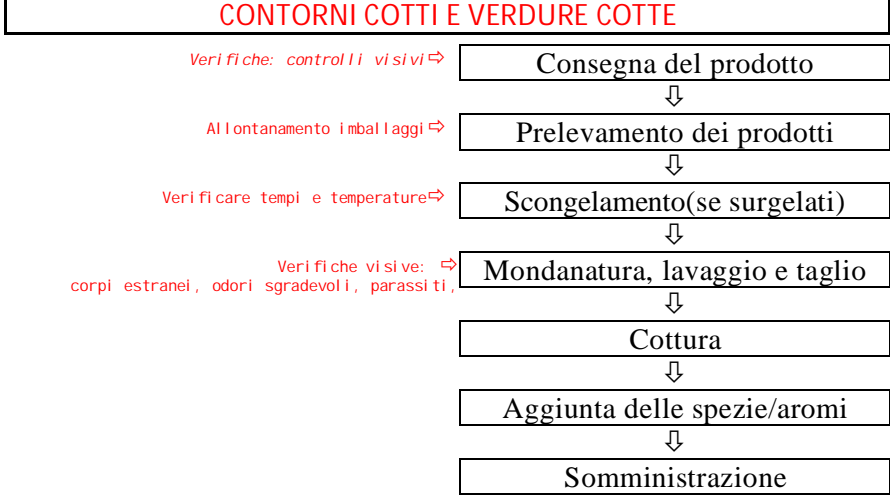 CONTORNI COTTI E VERDURE COTTE
Verifiche: controlli visivi⇨ Consegna del prodotto
Allontanamento imballaggi⇨ Prelevamento dei prodotti
Verificare tempi e temperature⇨ Scongelamento(se surgelati)
Verifiche visive: ⇨ Mondanatura, lavaggio e taglio
corpi estranei, odori sgradevoli, parassiti,
Cottura
Aggiunta delle spezie/aromi
Somministrazione